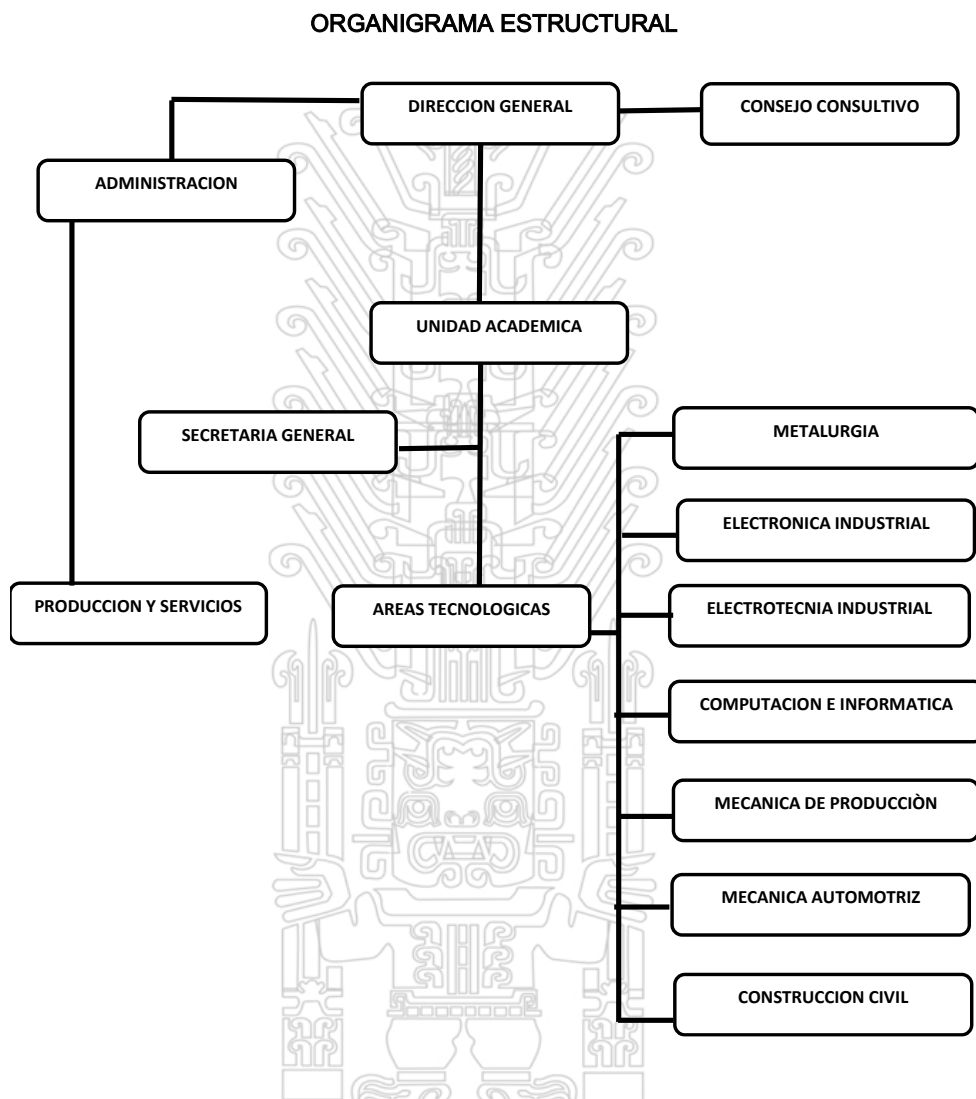 ORGANIGRAMA ESTRUCTURAL
DIRECCION GENERAL
CONSEJO CONSULTIVO
ADMINISTRACION
UNIDAD ACADEMICA
SECRETARIA GENERAL
METALURGIA
ELECTRONICA INDUSTRIAL
PRODUCCION Y SERVICIOS
AREAS TECNOLOGICAS
ELECTROTECNIA INDUSTRIAL
COMPUTACION E INFORMATICA
MECANICA DE PRODUCCIÒN
MECANICA AUTOMOTRIZ
CONSTRUCCION CIVIL